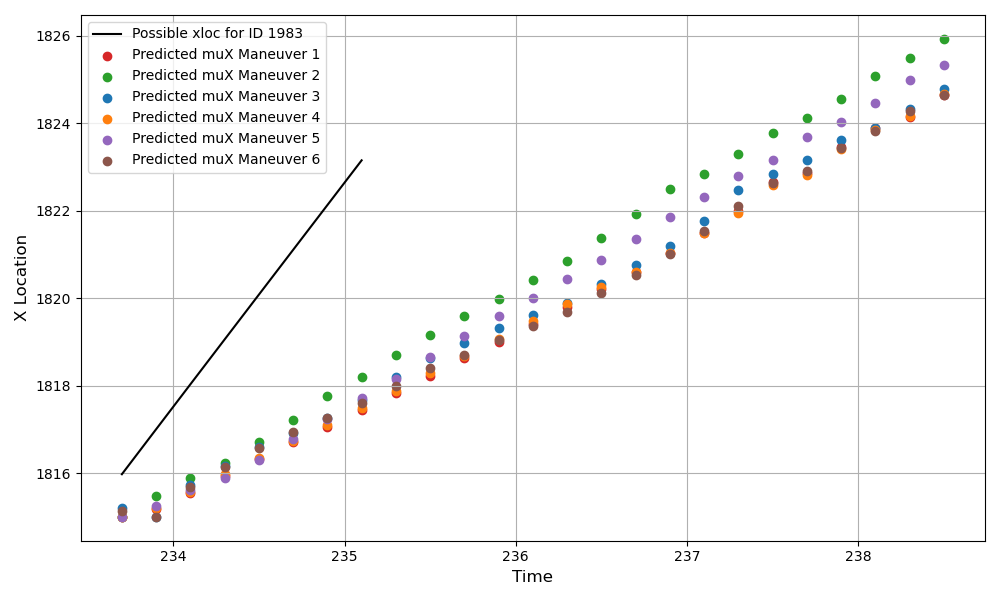 Possible xloc for ID 1983
Predicted muX Maneuver 1
Predicted muX Maneuver 2
Predicted muX Maneuver 3
Predicted muX Maneuver 4
Predicted muX Maneuver 5
Predicted muX Maneuver 6
1826
1824
1822
1820
1818
1816
X Location
234 235 236 237 238
Time